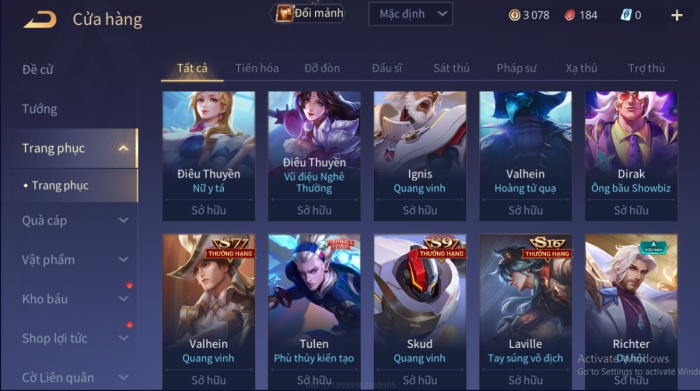 Cửa hàng
Đổi mảnh
Mặc định
3 078
184
0
Đề cử
Tướng
Trang phục
Trang phục
Quà cáp
Vật phẩm
Kho báu
Shop lợi tức
Cờ Liên quân
Tất cả
Tiến hóa
Đỡ đòn
Đấu sĩ
Sát thủ
Pháp sư
Xạ thủ
Trợ thủ
Điêu Thuyền
Nữ y tá
Sở hữu
Điêu Thuyền
Vũ điệu Nghê
Thường
Sở hữu
Ignis
Quang vinh
Sở hữu
Valhein
Hoàng tử quạ
Sở hữu
Dirak
Ông bầu Showbiz
Sở hữu
THƯỞNG HẠNG
Valhein
Quang vinh
Sở hữu
Tulen
Phù thủy kiến tạo
Sở hữu
S9
THƯỞNG HẠNG
Skud
Quang vinh
Sở hữu
S16
THƯỞNG HẠNG
Laville
Tay súng vô địch
Sở hữu
A
Richter
Dạ hội
Sở hữu
Activate Windows
Go to Settings to activate Wind